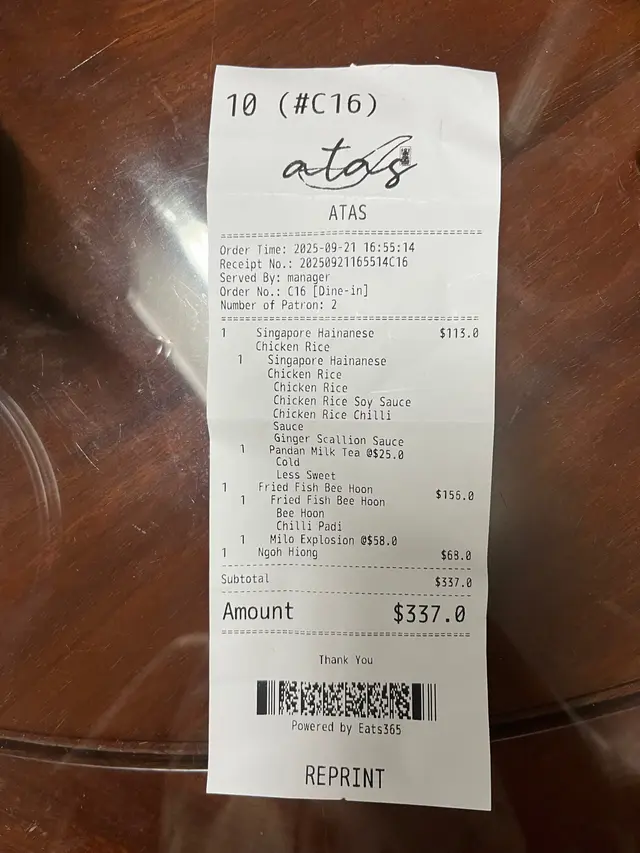 10 (#C16)
atas
ATAS
Order Time: 2025-09-21 16:55:14
Receipt No.: 20250921165514C16
Served By: manager
Order No.: C16 [Dine-in]
Number of Patron: 2
1 Singapore Hainanese $113.0
Chicken Rice
1 Singapore Hainanese
Chicken Rice
Chicken Rice
Chicken Rice Soy Sauce
Chicken Rice Chilli
Sauce
Ginger Scallion Sauce
1 Pandan Milk Tea @$25.0
Cold
Less Sweet
1 Fried Fish Bee Hoon $156.0
1 Fried Fish Bee Hoon
Bee Hoon
Chilli Padi
1 Milo Explosion @$58.0
1 Ngoh Hiong $68.0
Subtotal $337.0
Amount $337.0
Thank You
Powered by Eats365
REPRINT